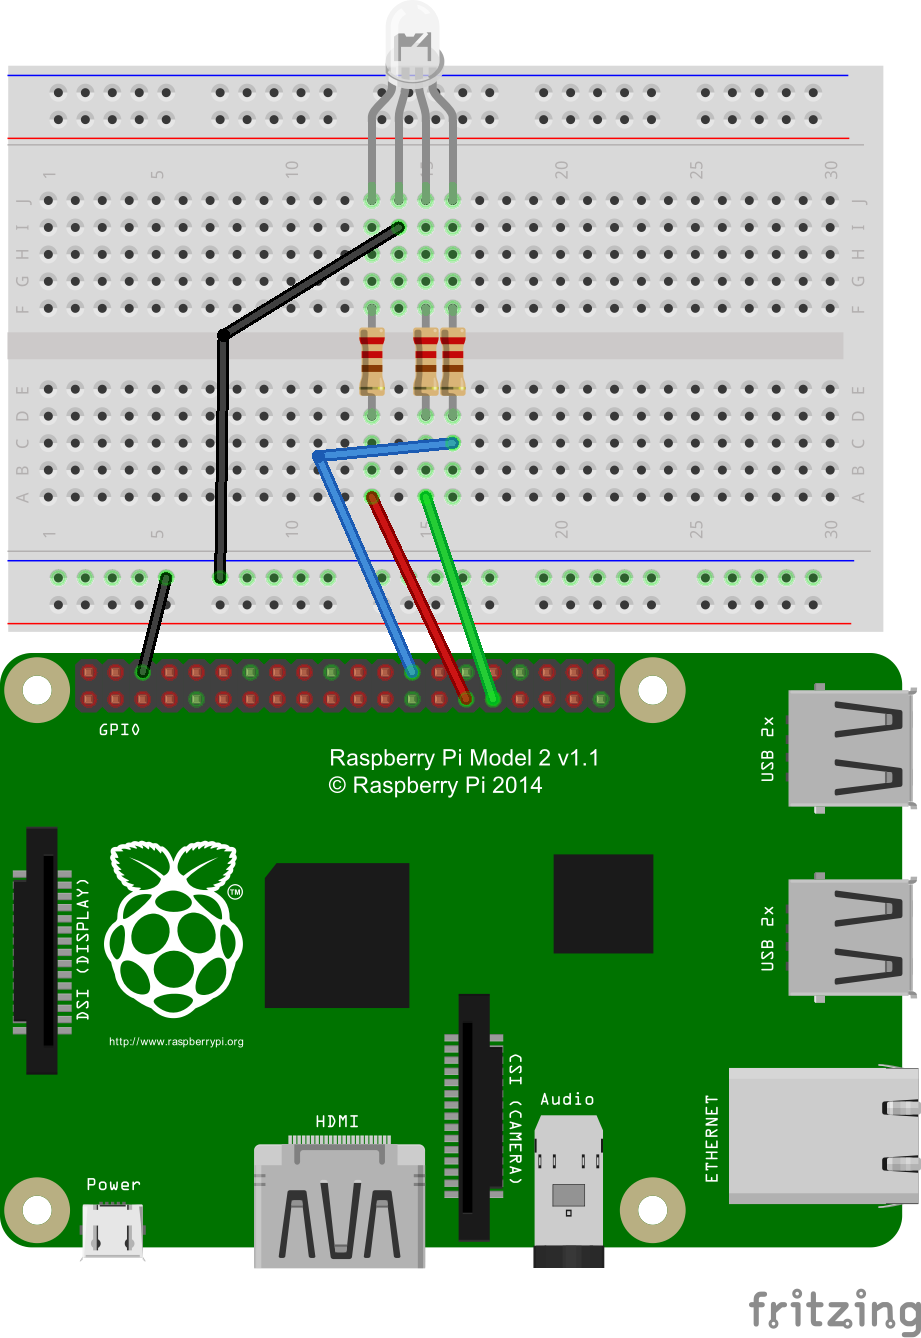 1 5 10 15 20 25 30
J J
I I
H H
G G
F F
E E
D D
C C
B B
A A
1 5 10 15 20 25 30
GPIO
Raspberry Pi Model 2 v1.1
© Raspberry Pi 2014
USB 2x
TM
DSI (DISPLAY)
USB 2x
http://www.raspberrypi.org
CSI (CAMERA)
Audio
ETHERNET
HDMI
Power
fritzing